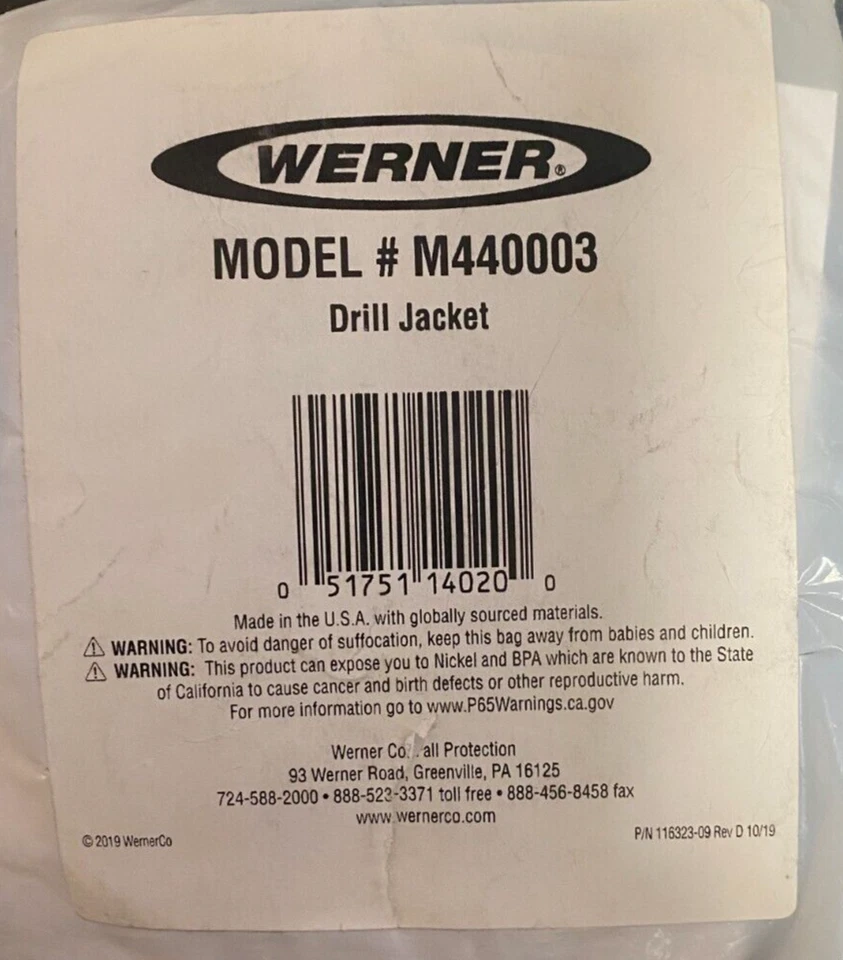 WERNER®
MODEL # M440003
Drill Jacket
0 51751 14020 0
Made in the U.S.A. with globally sourced materials.
⚠ WARNING: To avoid danger of suffocation, keep this bag away from babies and children.
⚠ WARNING: This product can expose you to Nickel and BPA which are known to the State
of California to cause cancer and birth defects or other reproductive harm.
For more information go to www.P65Warnings.ca.gov
Werner Co. all Protection
93 Werner Road, Greenville, PA 16125
724-588-2000 • 888-523-3371 toll free • 888-456-8458 fax
www.wernerco.com
© 2019 WernerCo
P/N 116323-09 Rev D 10/19